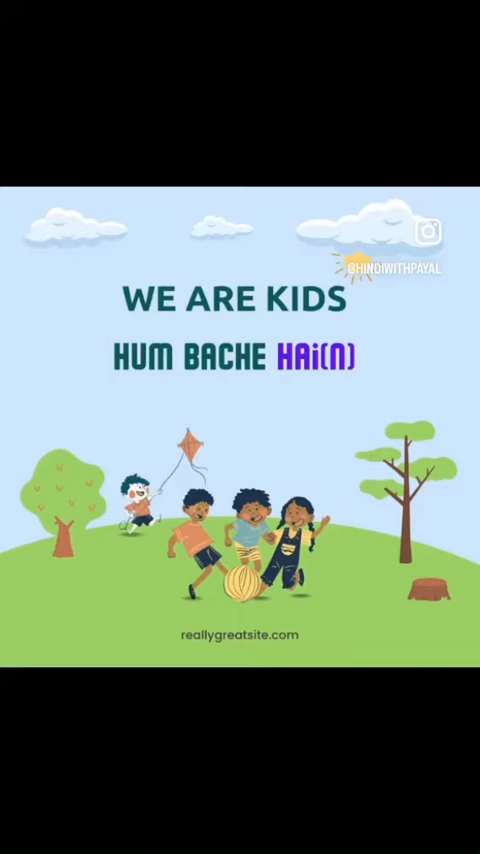 @HINDIWITHPAYAL
WE ARE KIDS
HUM BACHE HAi(N)
reallygreatsite.com